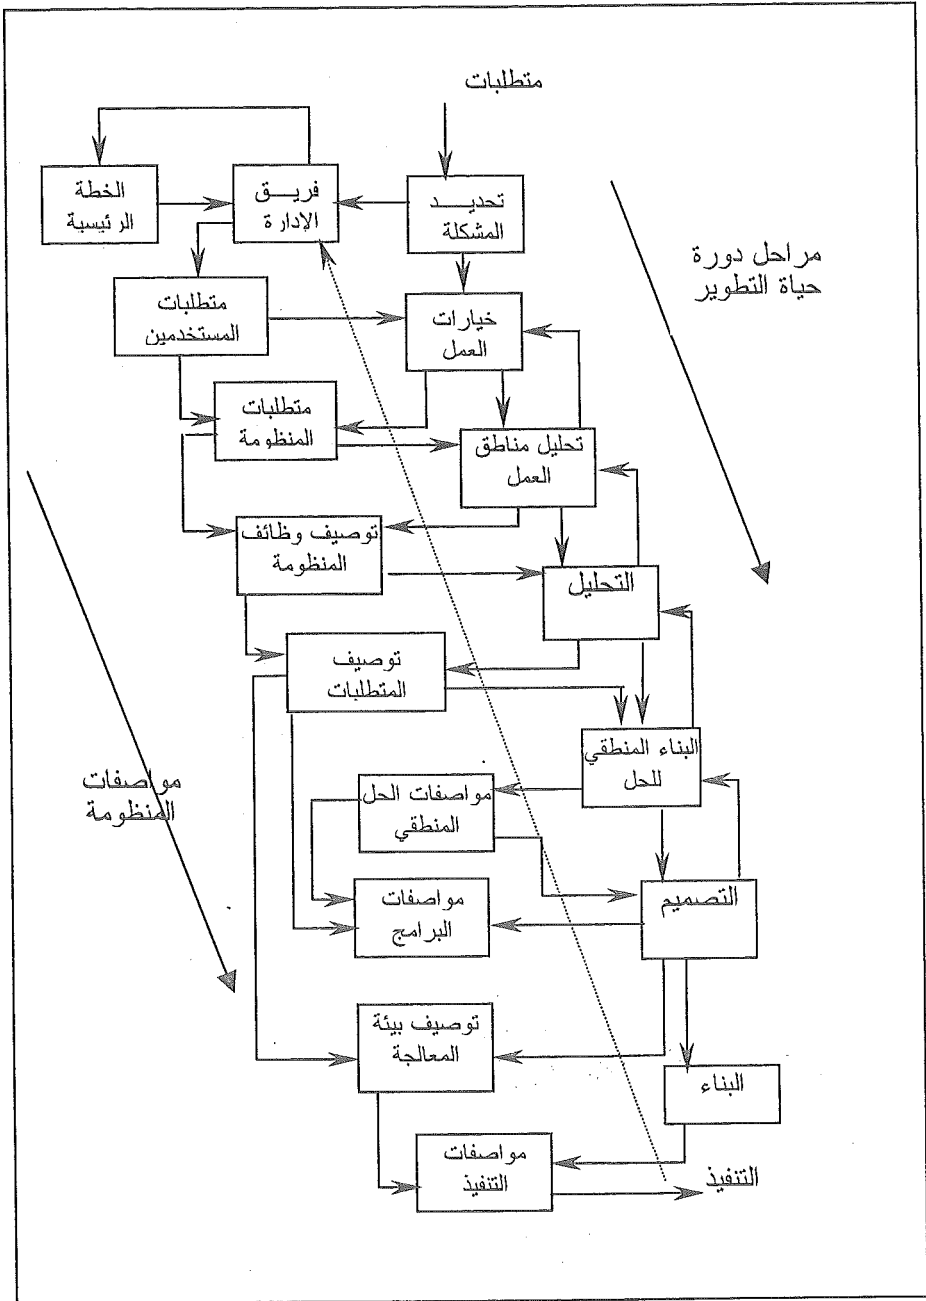 متطلبات
تحديد
المشكلة
فريق
الإدارة
الخطة
الرئيسية
مراحل دورة
حياة التطوير
متطلبات
المستخدمين
خيارات
العمل
متطلبات
المنظومة
تحليل مناطق
العمل
توصيف وظائف
المنظومة
التحليل
توصيف
المتطلبات
البناء المنطقي
للحل
مواصفات
المنظومة
مواصفات الحل
المنطقي
التصميم
مواصفات
البرامج
توصيف بيئة
المعالجة
البناء
مواصفات
التنفيذ
التنفيذ